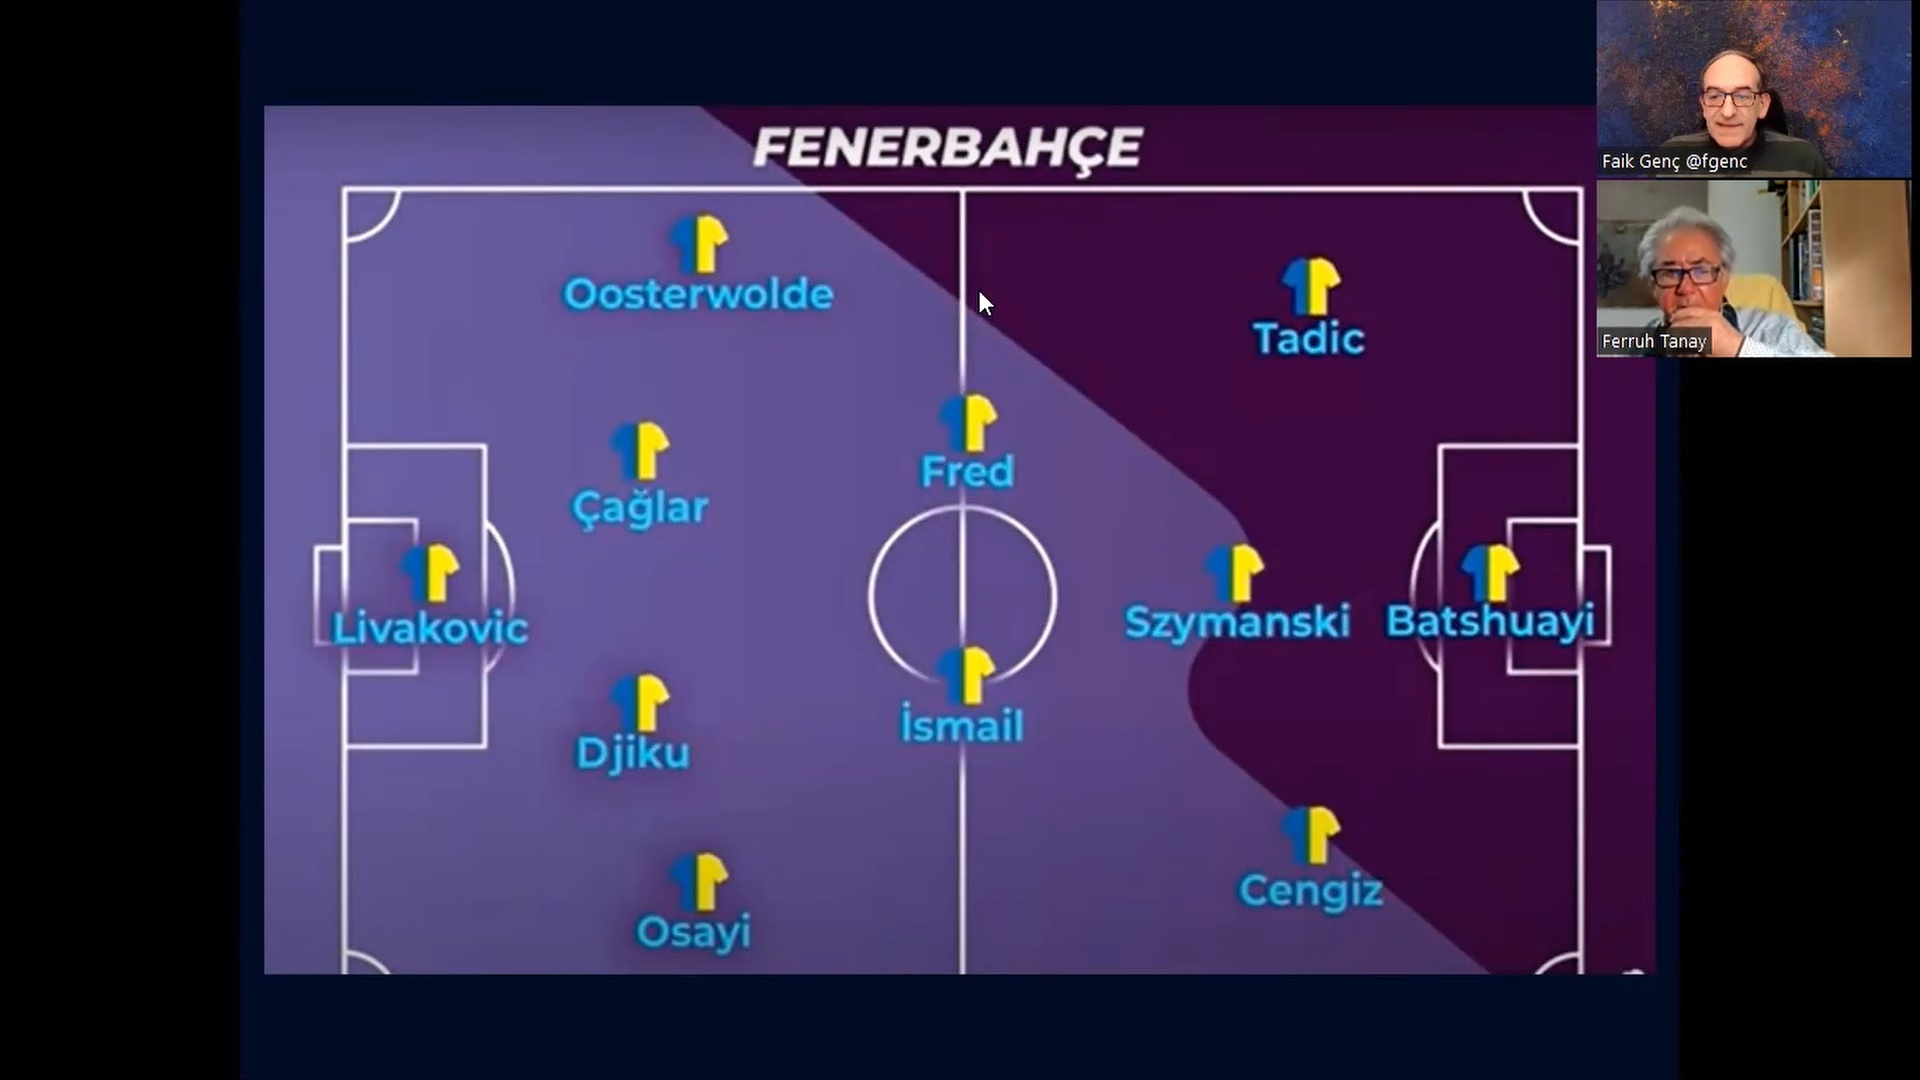 FENERBAHÇE
Faik Genç @fgenc
Ferruh Tanay
Oosterwolde
Tadic
Çağlar
Fred
Livakovic
Szymanski
Batshuayi
Djiku
İsmail
Cengiz
Osayi